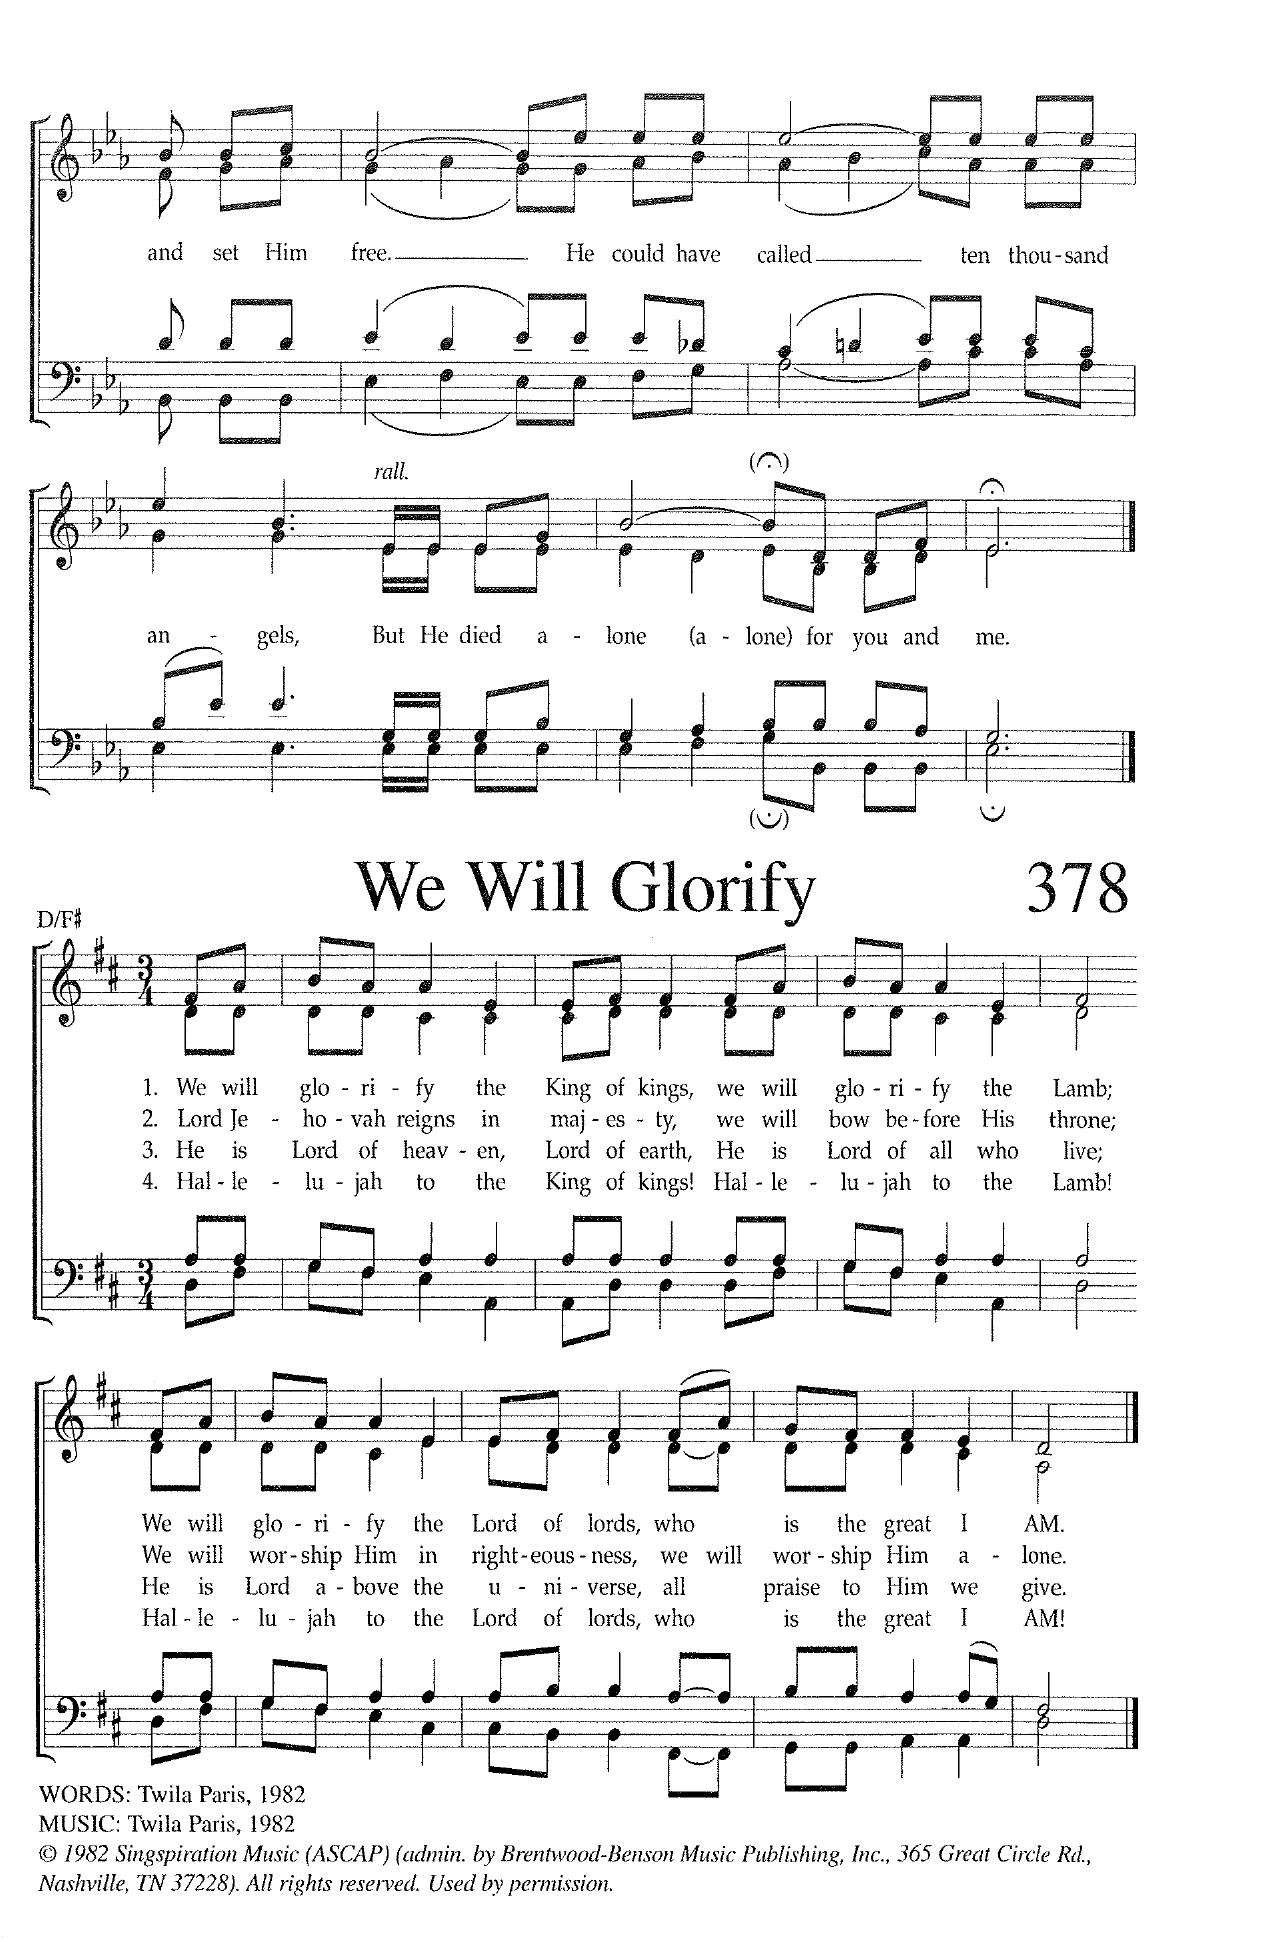 and set Him free. He could have called ten thou-sand
rall.
an - gels, But He died a - lone (a - lone) for you and me.
We Will Glorify 378
D/F#
3 4
1. We will glo - ri - fy the King of kings, we will glo - ri - fy the Lamb;
2. Lord Je - ho - vah reigns in maj - es - ty, we will bow be - fore His throne;
3. He is Lord of heav - en, Lord of earth, He is Lord of all who live;
4. Hal - le - lu - jah to the King of kings! Hal - le - lu - jah to the Lamb!
3 4
We will glo - ri - fy the Lord of lords, who is the great I AM.
We will wor - ship Him in right - eous - ness, we will wor - ship Him a - lone.
He is Lord a - bove the u - ni - verse, all praise to Him we give.
Hal - le - lu - jah to the Lord of lords, who is the great I AM!
WORDS: Twila Paris, 1982
MUSIC: Twila Paris, 1982
© 1982 Singspiration Music (ASCAP) (admin. by Brentwood-Benson Music Publishing, Inc., 365 Great Circle Rd.,
Nashville, TN 37228). All rights reserved. Used by permission.